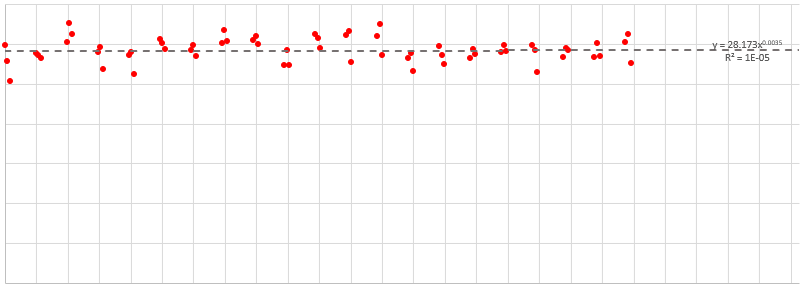 y = 28.173x^0.0035
R² = 1E-05